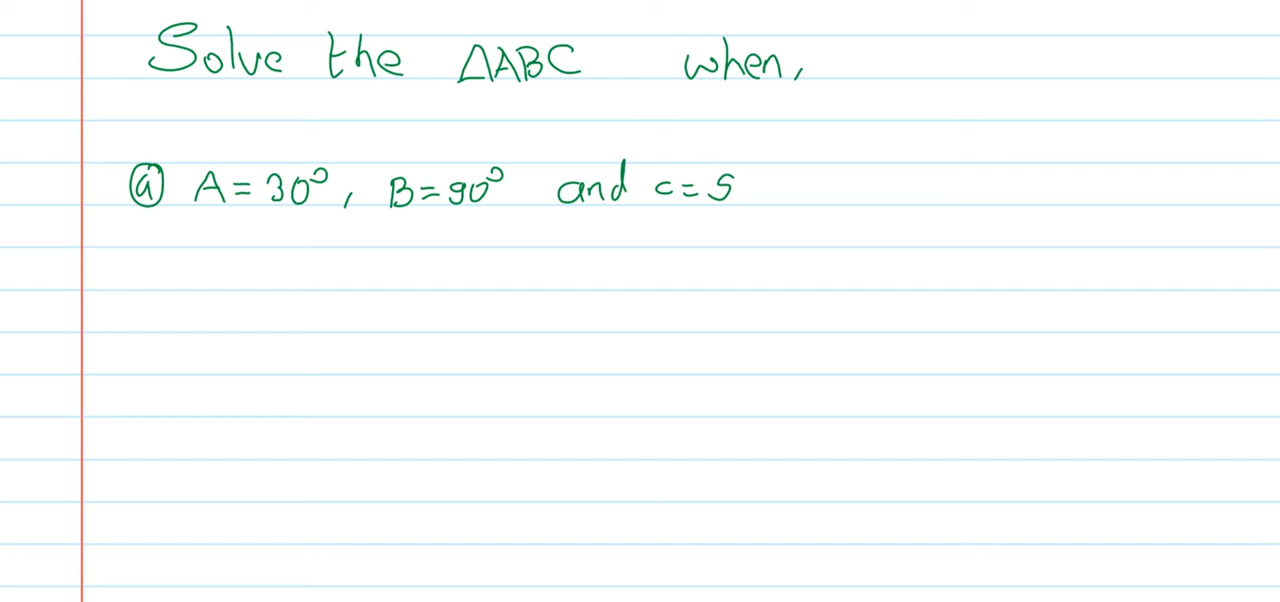 Solve the ΔABC when,
ⓐ A = 30°, B = 90° and c = 5